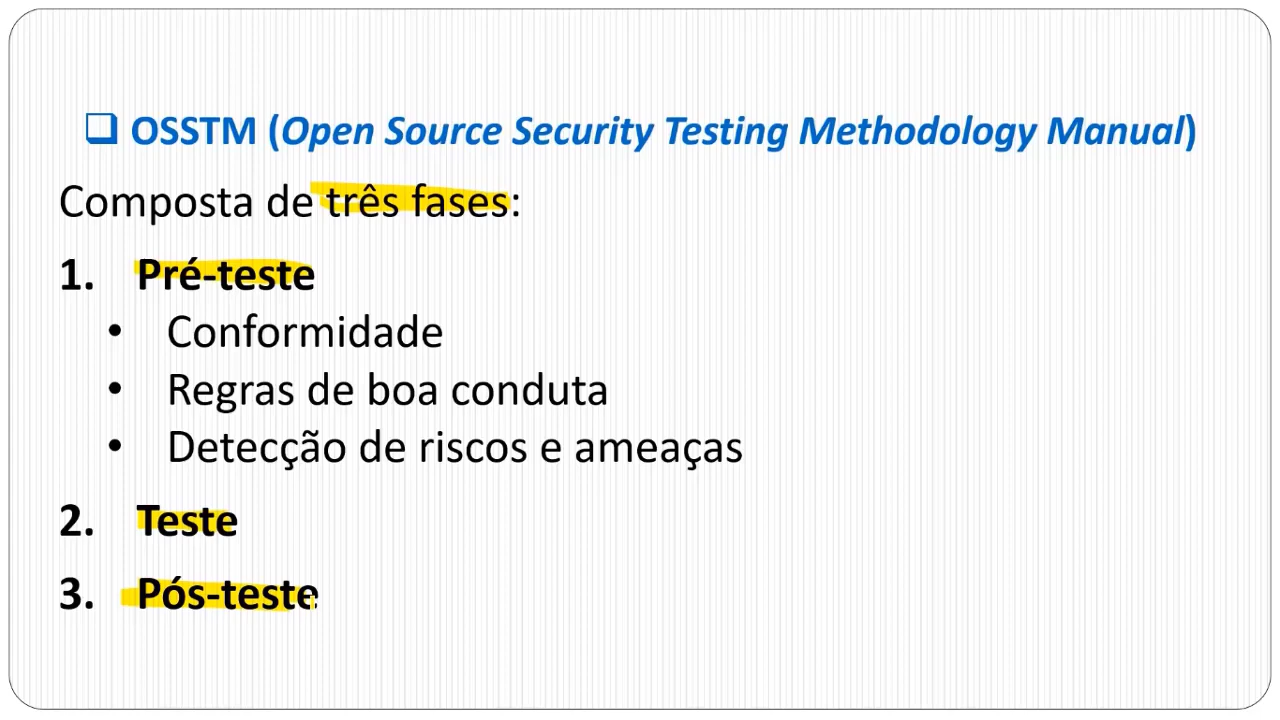 ❑ OSSTM (Open Source Security Testing Methodology Manual)
Composta de três fases:
1. Pré-teste
• Conformidade
• Regras de boa conduta
• Detecção de riscos e ameaças
2. Teste
3. Pós-teste